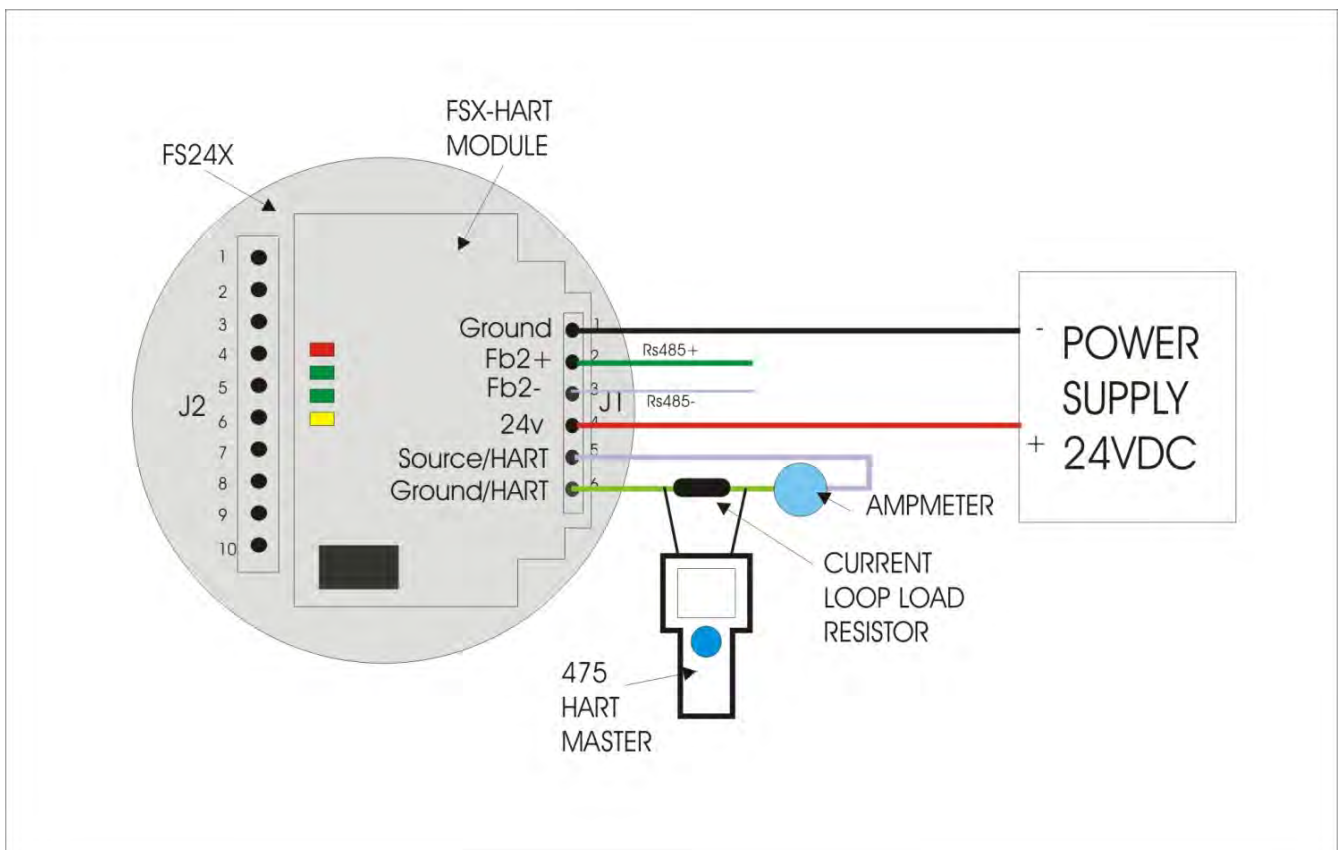 FSX-HART
MODULE
FS24X
1
2
3
4
5
6
7
8
9
10
J2
Ground
Fb2+
Fb2-
24v
Source/HART
Ground/HART
1
2
3
4
5
6
J1
Rs485+
Rs485-
-
+
POWER
SUPPLY
24VDC
AMPMETER
CURRENT
LOOP LOAD
RESISTOR
475
HART
MASTER